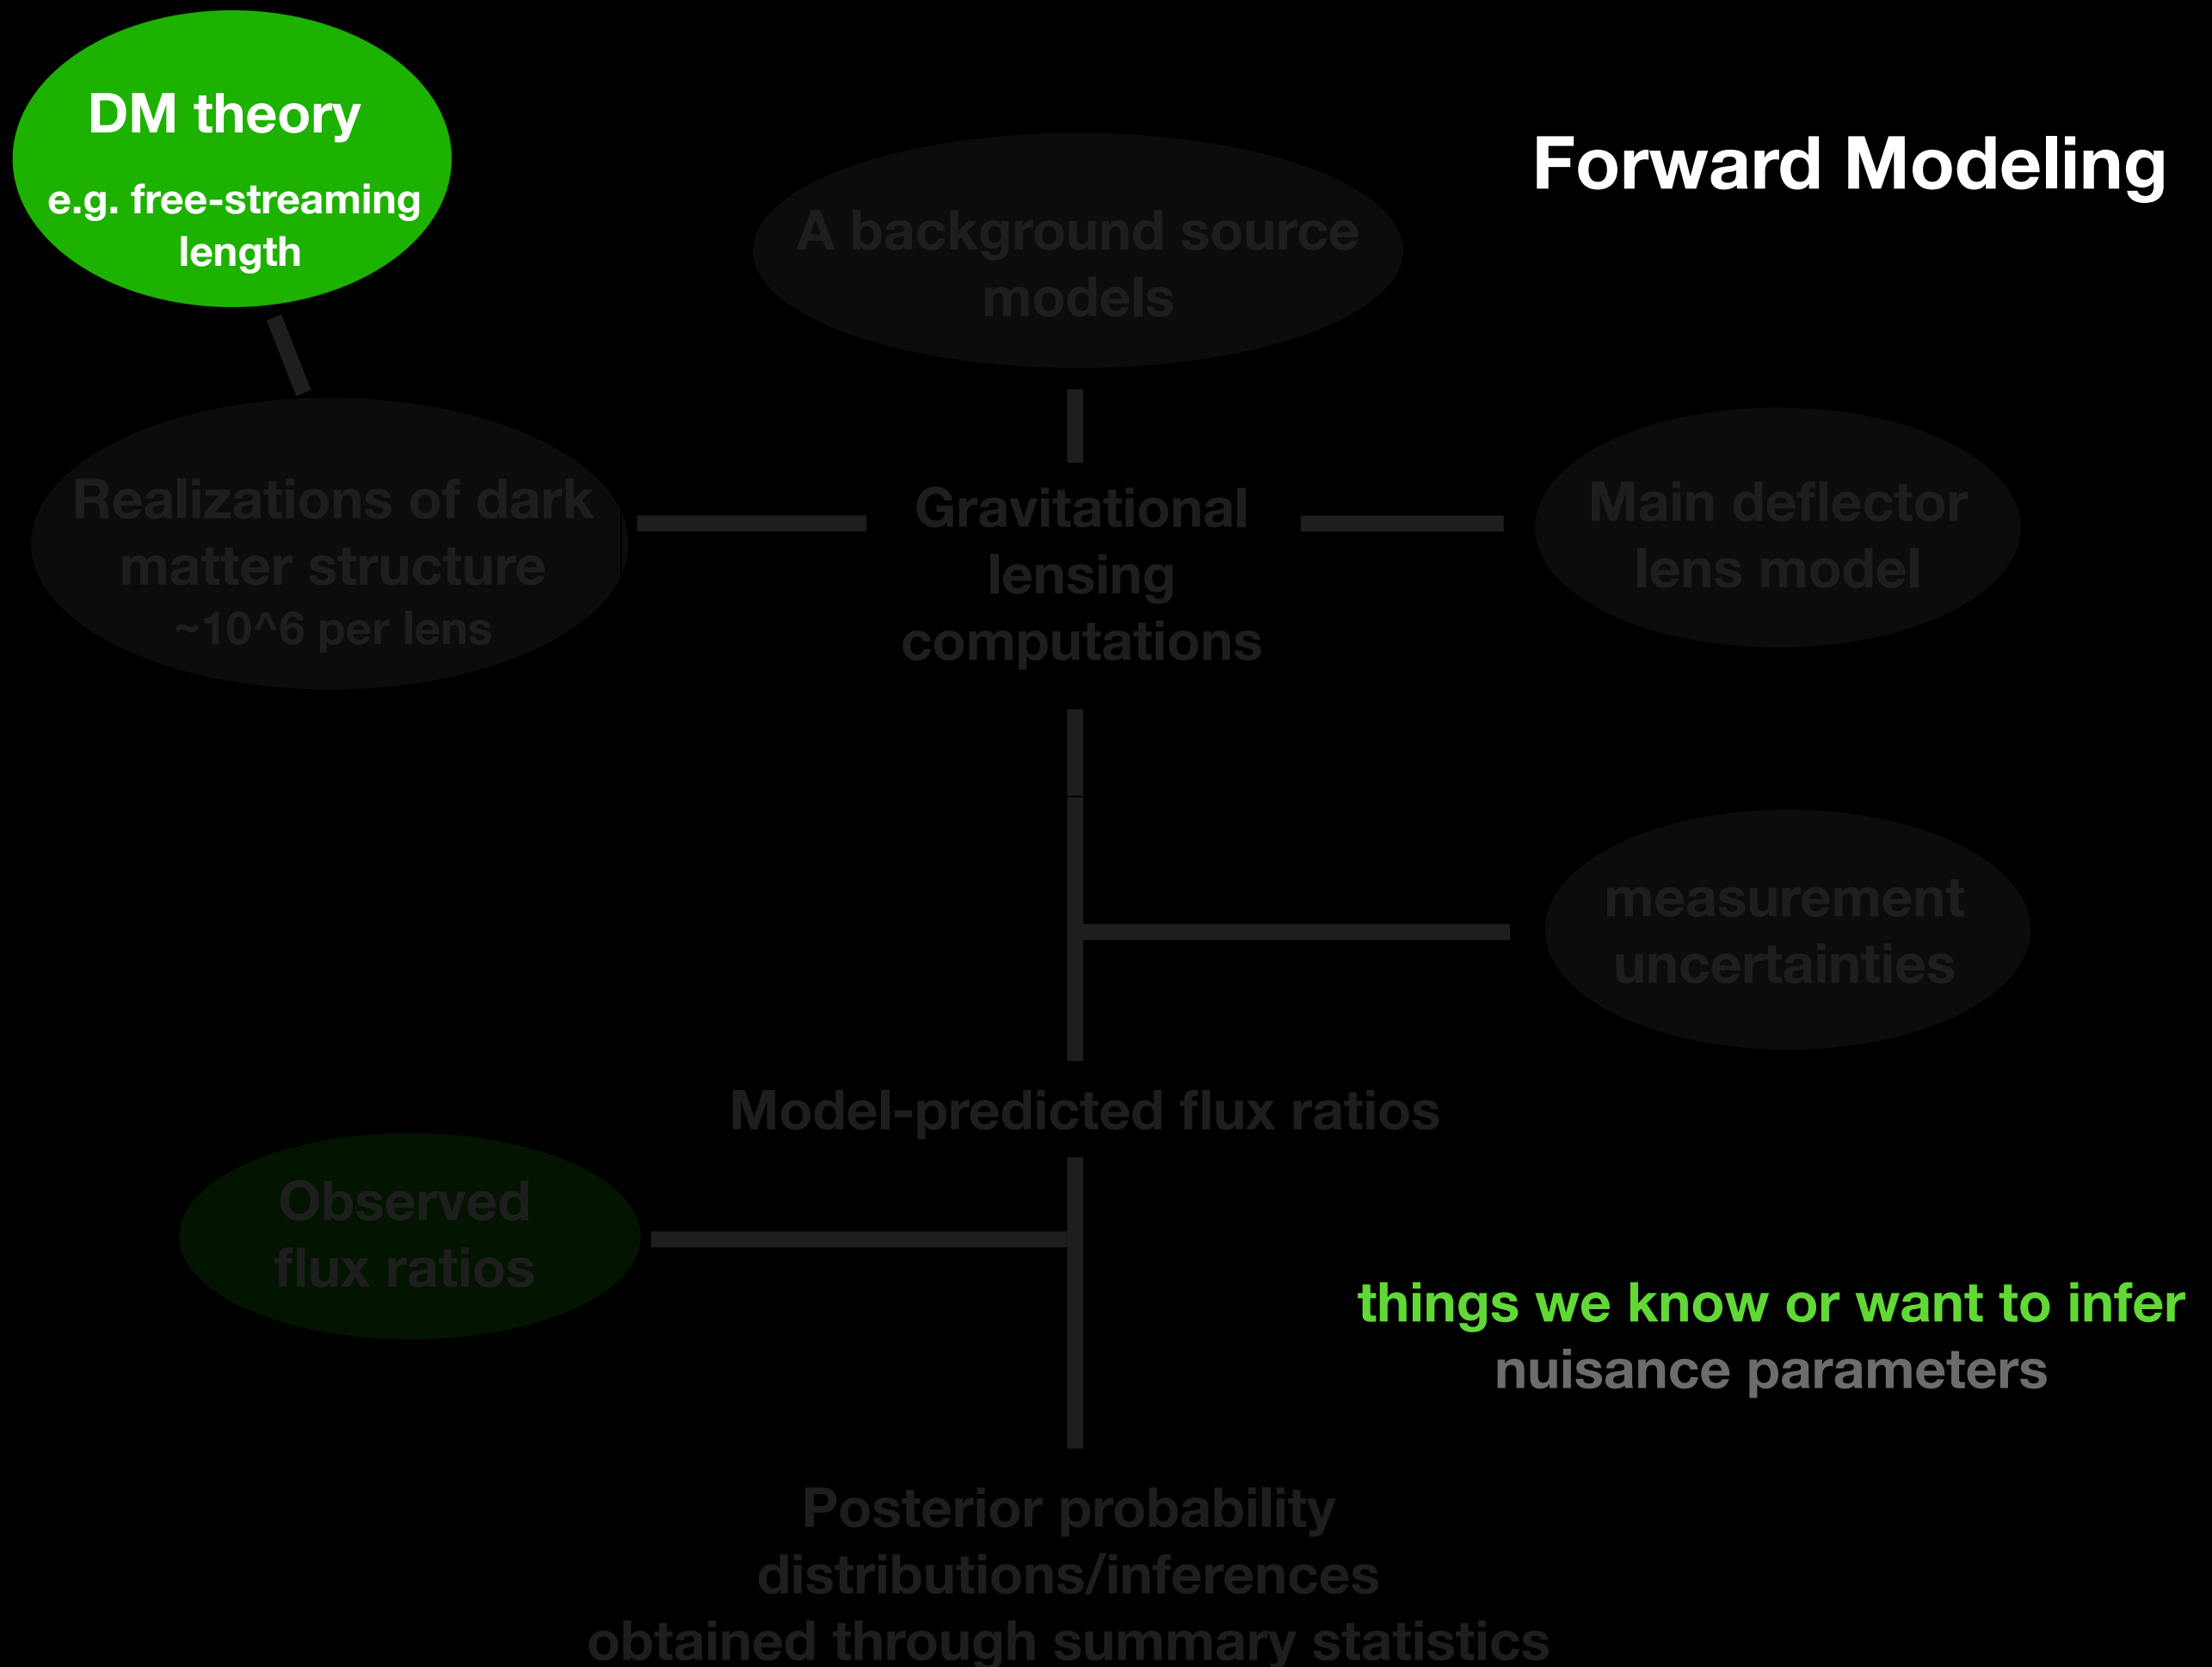 DM theory
e.g. free-streaming
length
Forward Modeling
A background source
models
Realizations of dark
matter structure
~10^6 per lens
Gravitational
lensing
computations
Main deflector
lens model
measurement
uncertainties
Model-predicted flux ratios
Observed
flux ratios
things we know or want to infer
nuisance parameters
Posterior probability
distributions/inferences
obtained through summary statistics